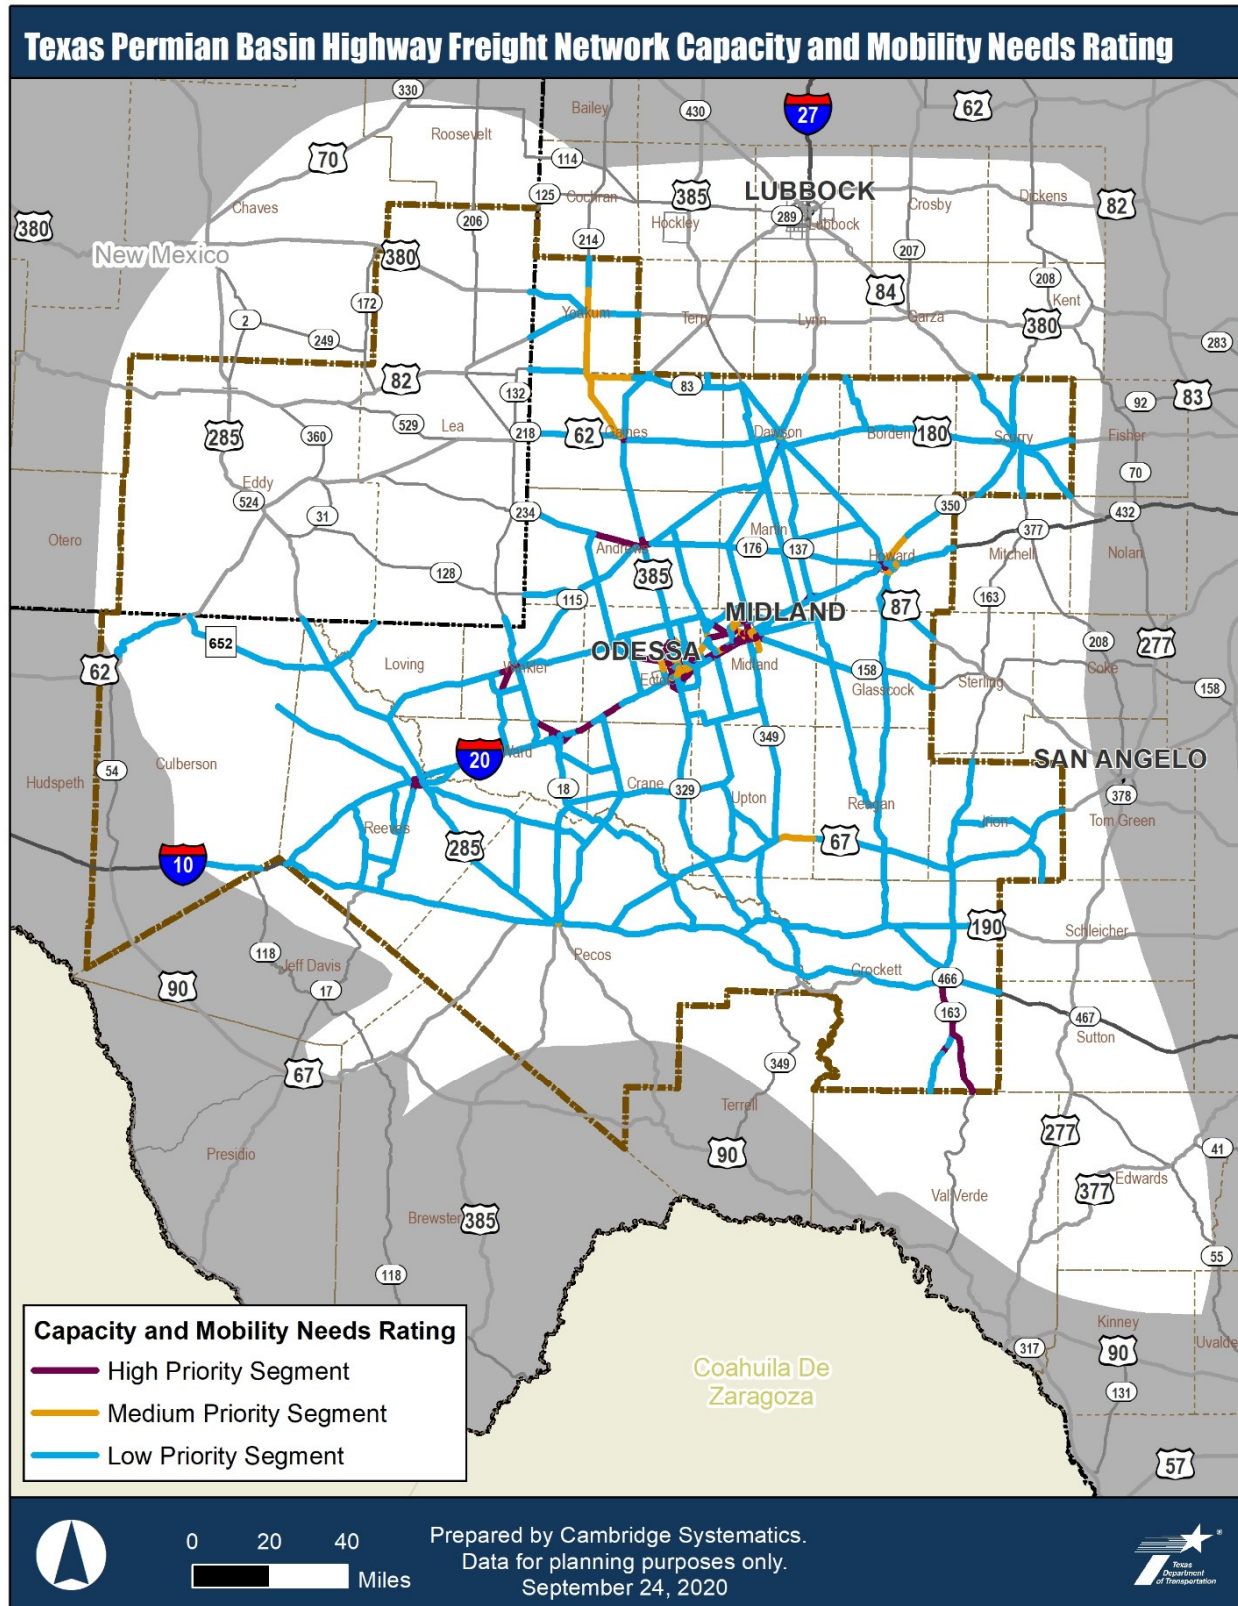 Texas Permian Basin Highway Freight Network Capacity and Mobility Needs Rating
330
Bailey
430
27
62
Roosevelt
70
114
LUBBOCK
Dickens
125
Cochran
385
Crosby
82
Chaves
206
Hockley
289
Lubbock
380
214
207
New Mexico
380
208
84
Kent
172
Yoakum
Terry
Lynn
Garza
380
2
249
283
82
83
132
92
83
285
360
529
Lea
218
62
Gaines
Dawson
Borden
180
Scurry
Fisher
Eddy
70
524
31
234
350
432
Martin
377
Otero
Andrews
176
137
Howard
Mitchell
Nolan
128
385
115
87
163
MIDLAND
652
ODESSA
208
277
62
Loving
Winkler
Ector
Midland
158
Sterling
Coke
Glasscock
158
349
20
Ward
SAN ANGELO
54
Culberson
Hudspeth
18
Crane
329
Upton
Reagan
378
Reeves
Irion
Tom Green
285
67
10
190
Schleicher
118
Pecos
Jeff Davis
Crockett
90
17
466
163
467
Sutton
67
349
Terrell
277
Presidio
90
41
377
Edwards
Val Verde
Brewster
385
55
118
Capacity and Mobility Needs Rating
High Priority Segment
Medium Priority Segment
Low Priority Segment
Kinney
317
90
Uvalde
Coahuila De
Zaragoza
131
57
0 20 40
Miles
Prepared by Cambridge Systematics.
Data for planning purposes only.
September 24, 2020
Texas
Department
of Transportation